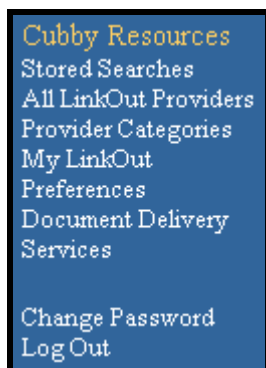 Cubby Resources
Stored Searches
All LinkOut Providers
Provider Categories
My LinkOut
Preferences
Document Delivery
Services
Change Password
Log Out